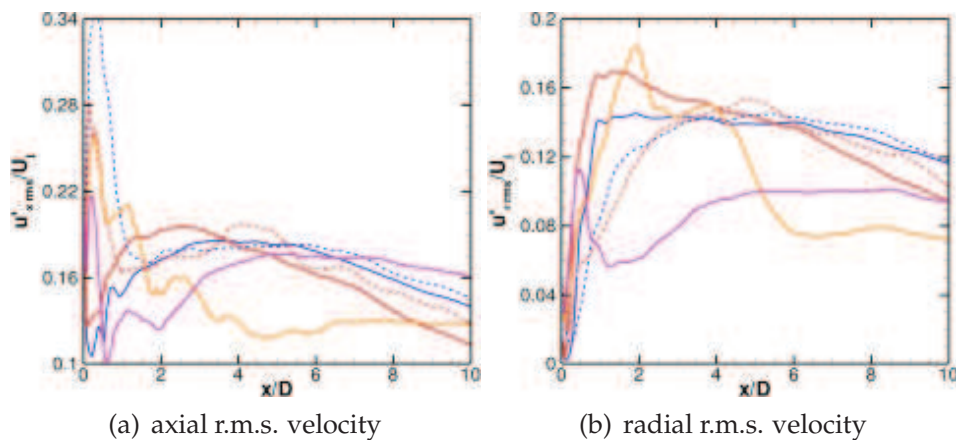 0.34
0.28
0.22
0.16
0.1
0 2 4 6 8 10
x/D
u'x rms/Uj
0.2
0.16
0.12
0.08
0.04
0
0 2 4 6 8 10
x/D
u'r rms/Uj
(a) axial r.m.s. velocity
(b) radial r.m.s. velocity